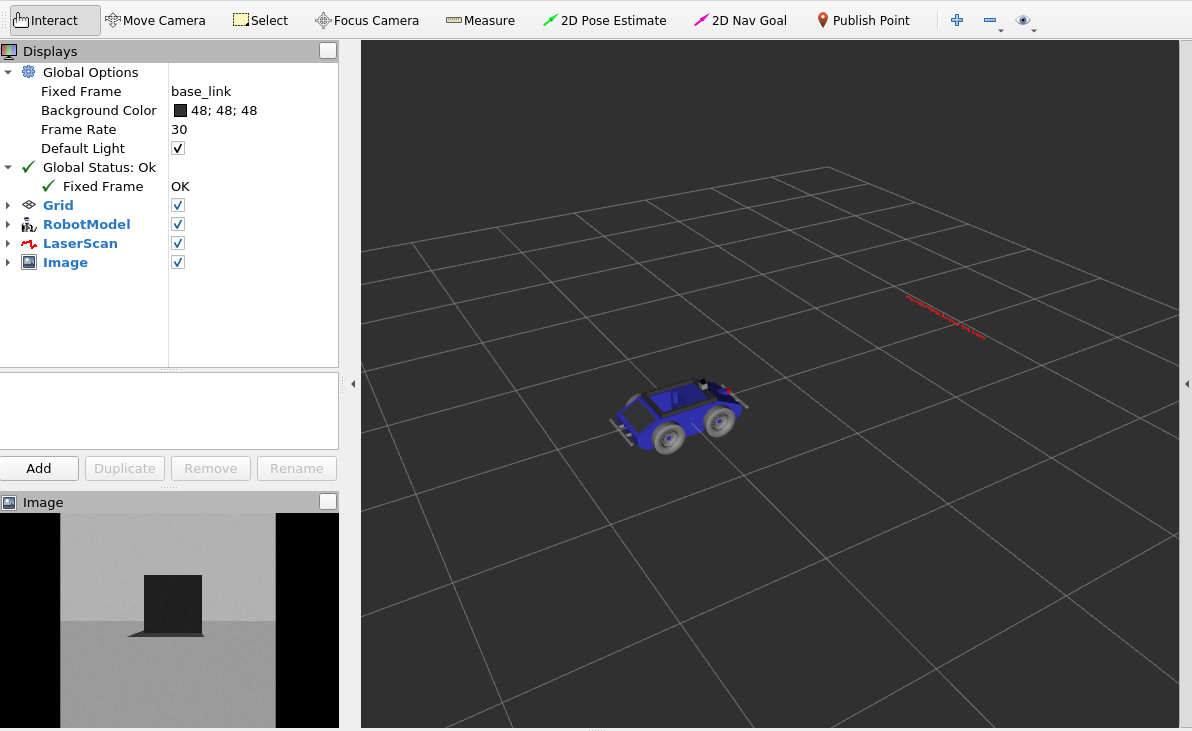 Interact Move Camera Select Focus Camera Measure 2D Pose Estimate 2D Nav Goal Publish Point
Displays
Global Options
Fixed Frame base_link
Background Color 48; 48; 48
Frame Rate 30
Default Light
Global Status: Ok
Fixed Frame OK
Grid
RobotModel
LaserScan
Image
Add Duplicate Remove Rename
Image